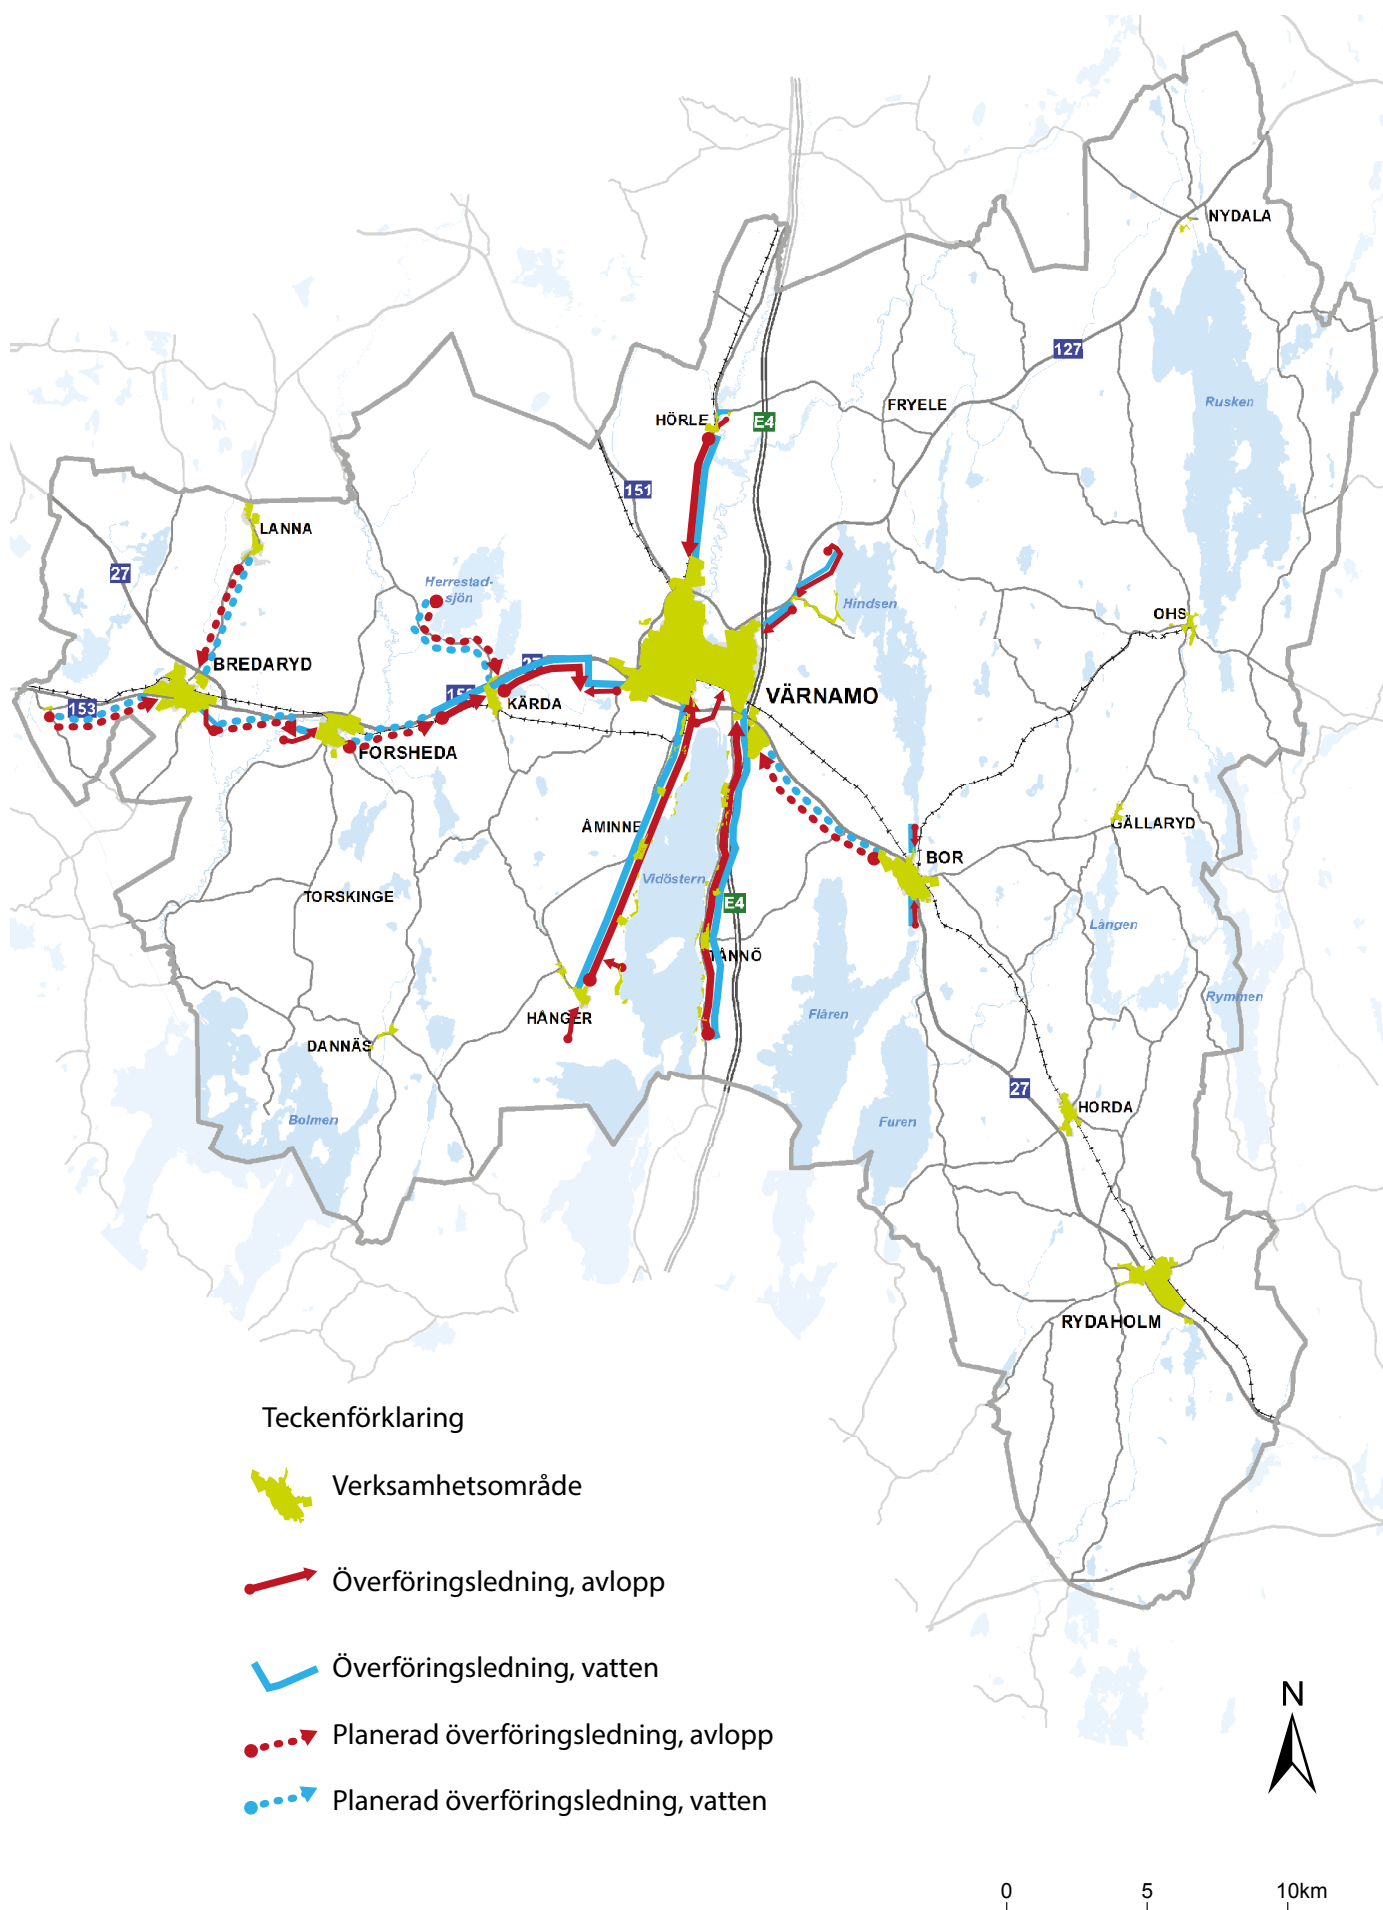 NYDALA
127
Rusken
FRYELE
HÖRLE
E4
151
LANNA
27
Herrestad-
sjön
Hindsen
OHS
BREDARYD
27
153
KÄRDA
VÄRNAMO
FORSHEDA
ÅMINNE
GÄLLARYD
BOR
Vidöstern
TORSKINGE
E4
Lången
TÅNNÖ
Rymmen
Flåren
HÅNGER
DANNÄS
27
HORDA
Bolmen
Furen
RYDAHOLM
Teckenförklaring
Verksamhetsområde
Överföringsledning, avlopp
Överföringsledning, vatten
Planerad överföringsledning, avlopp
Planerad överföringsledning, vatten
N
0 5 10km